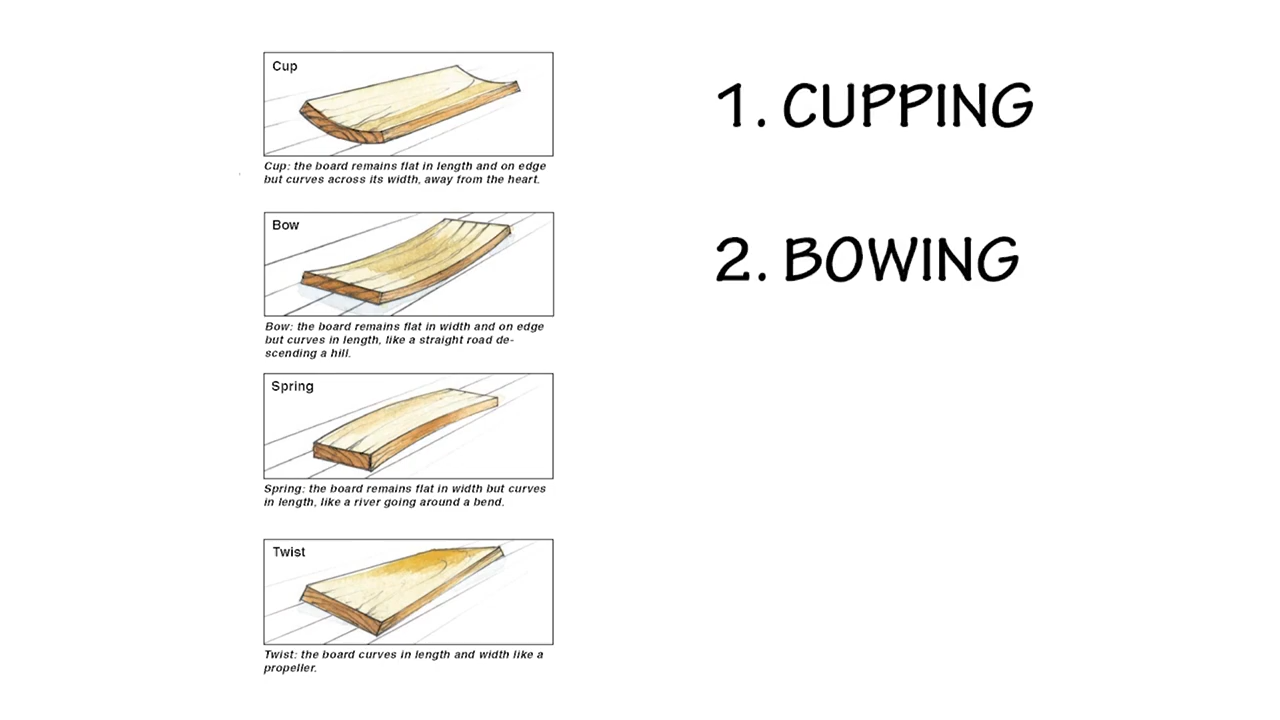 Cup
Cup: the board remains flat in length and on edge
but curves across its width, away from the heart.
Bow
Bow: the board remains flat in width and on edge
but curves in length, like a straight road de-
scending a hill.
Spring
Spring: the board remains flat in width but curves
in length, like a river going around a bend.
Twist
Twist: the board curves in length and width like a
propeller.
1. CUPPING
2. BOWING